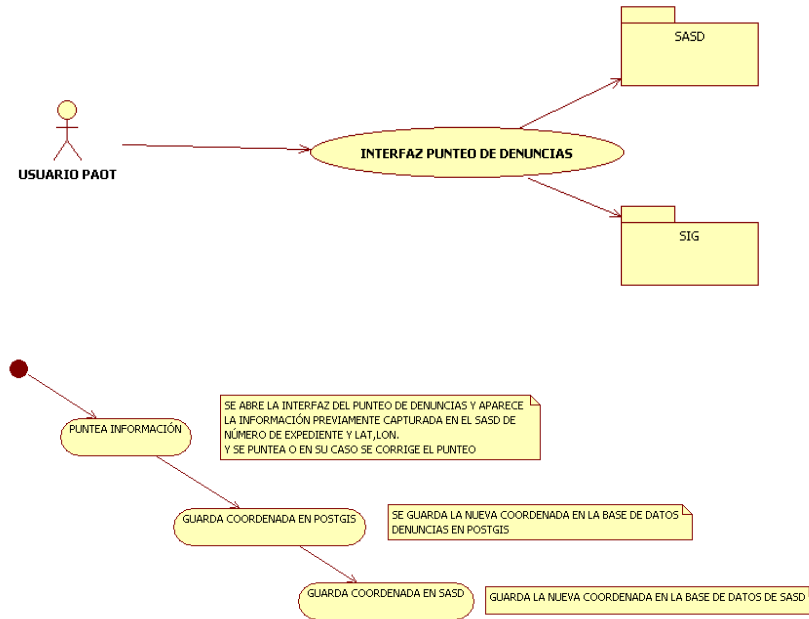 SASD
INTERFAZ PUNTEO DE DENUNCIAS
USUARIO PAOT
SIG
PUNTEA INFORMACIÓN
SE ABRE LA INTERFAZ DEL PUNTEO DE DENUNCIAS Y APARECE
LA INFORMACIÓN PREVIAMENTE CAPTURADA EN EL SASD DE
NÚMERO DE EXPEDIENTE Y LAT,LON.
Y SE PUNTEA O EN SU CASO SE CORRIGE EL PUNTEO
GUARDA COORDENADA EN POSTGIS
SE GUARDA LA NUEVA COORDENADA EN LA BASE DE DATOS
DENUNCIAS EN POSTGIS
GUARDA COORDENADA EN SASD
GUARDA LA NUEVA COORDENADA EN LA BASE DE DATOS DE SASD